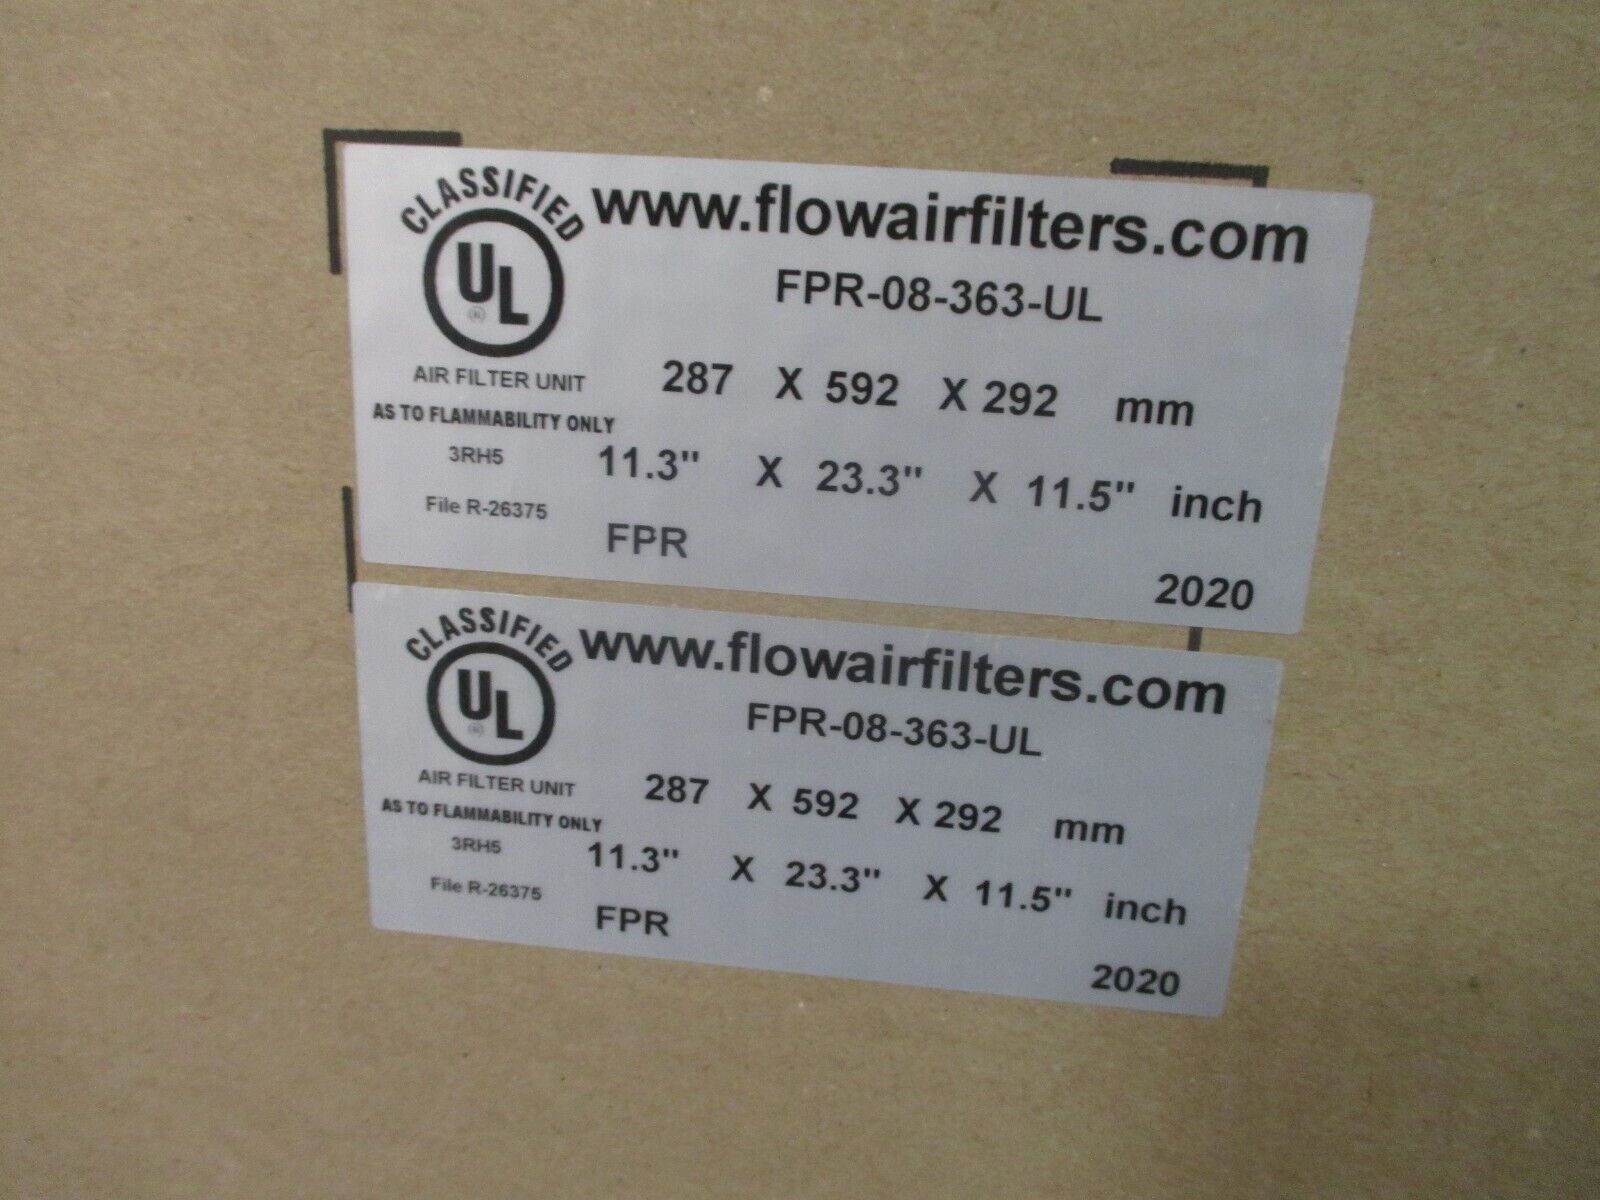 CLASSIFIED
www.flowairfilters.com
UL
FPR-08-363-UL
AIR FILTER UNIT
287 X 592 X 292 mm
AS TO FLAMMABILITY ONLY
3RH5
11.3" X 23.3" X 11.5" inch
File R-26375
FPR
2020
CLASSIFIED
www.flowairfilters.com
UL
FPR-08-363-UL
AIR FILTER UNIT
287 X 592 X 292 mm
AS TO FLAMMABILITY ONLY
3RH5
11.3" X 23.3" X 11.5" inch
File R-26375
FPR
2020